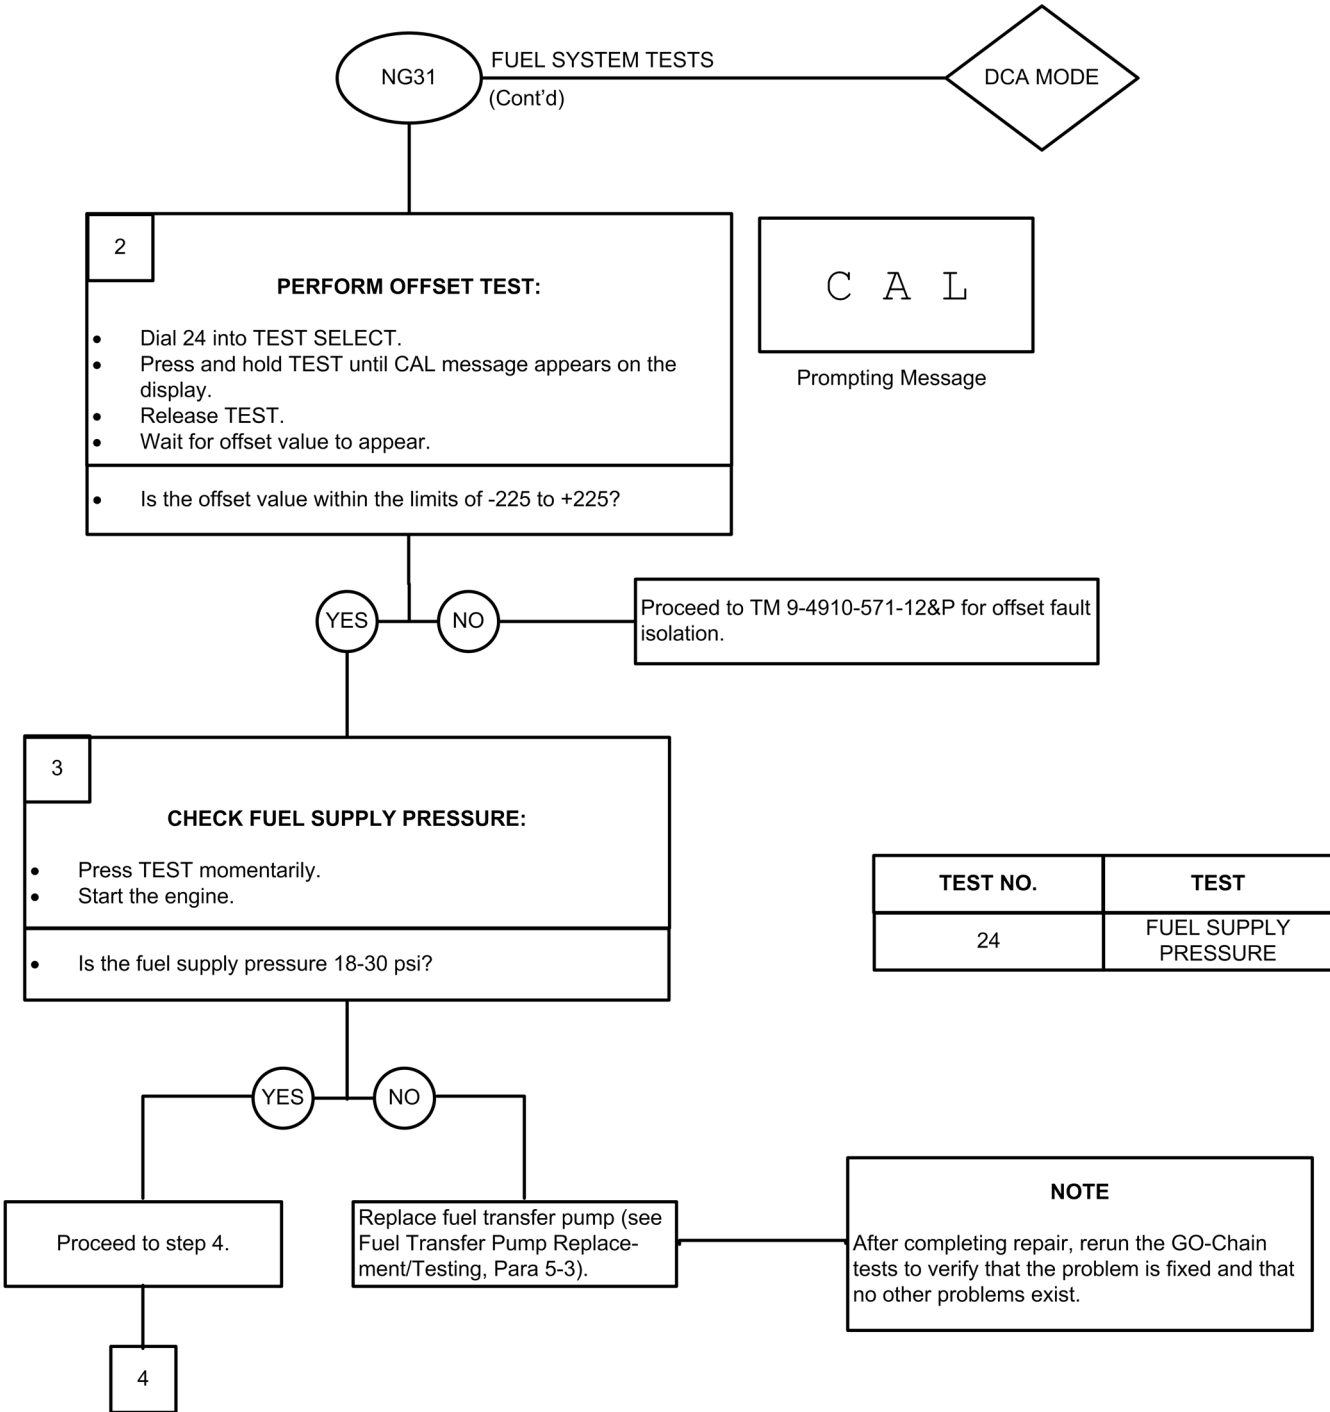 NG31
FUEL SYSTEM TESTS
(Cont'd)
DCA MODE
2
PERFORM OFFSET TEST:
• Dial 24 into TEST SELECT.
• Press and hold TEST until CAL message appears on the
display.
• Release TEST.
• Wait for offset value to appear.
• Is the offset value within the limits of -225 to +225?
C A L
Prompting Message
YES
NO
Proceed to TM 9-4910-571-12&P for offset fault
isolation.
3
CHECK FUEL SUPPLY PRESSURE:
• Press TEST momentarily.
• Start the engine.
• Is the fuel supply pressure 18-30 psi?
TEST NO.
TEST
24
FUEL SUPPLY
PRESSURE
YES
NO
Proceed to step 4.
Replace fuel transfer pump (see
Fuel Transfer Pump Replace-
ment/Testing, Para 5-3).
NOTE
After completing repair, rerun the GO-Chain
tests to verify that the problem is fixed and that
no other problems exist.
4